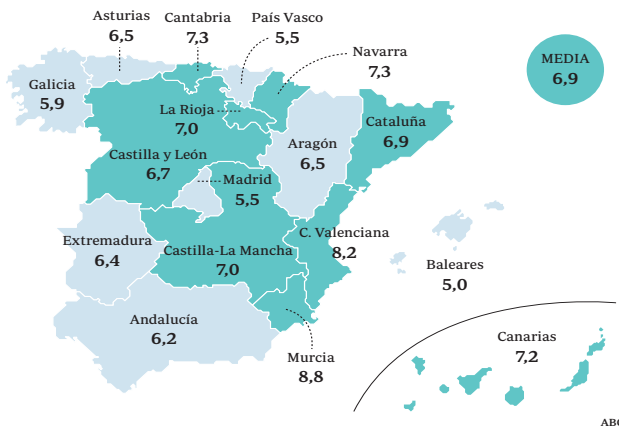 Asturias
6,5
Cantabria
7,3
País Vasco
5,5
Navarra
7,3
MEDIA
6,9
Galicia
5,9
La Rioja
7,0
Cataluña
6,9
Aragón
6,5
Castilla y León
6,7
Madrid
5,5
Extremadura
6,4
Castilla-La Mancha
7,0
C. Valenciana
8,2
Baleares
5,0
Andalucía
6,2
Murcia
8,8
Canarias
7,2
ABC